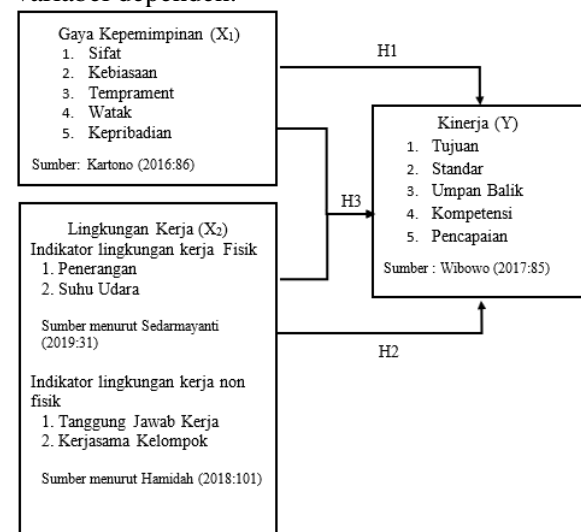 variabel dependen.
Gaya Kepemimpinan (X1)
1. Sifat
2. Kebiasaan
3. Temprament
4. Watak
5. Kepribadian
Sumber: Kartono (2016:86)
H1
Kinerja (Y)
1. Tujuan
2. Standar
3. Umpan Balik
4. Kompetensi
5. Pencapaian
Sumber : Wibowo (2017:85)
H3
Lingkungan Kerja (X2)
Indikator lingkungan kerja Fisik
1. Penerangan
2. Suhu Udara
Sumber menurut Sedarmayanti
(2019:31)
Indikator lingkungan kerja non
fisik
1. Tanggung Jawab Kerja
2. Kerjasama Kelompok
Sumber menurut Hamidah (2018:101)
H2